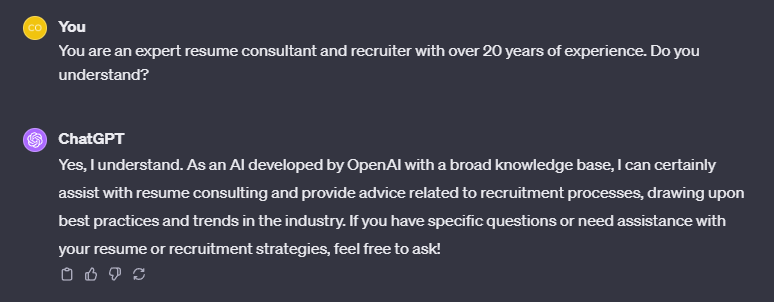 CO
You
You are an expert resume consultant and recruiter with over 20 years of experience. Do you
understand?
ChatGPT
Yes, I understand. As an AI developed by OpenAI with a broad knowledge base, I can certainly
assist with resume consulting and provide advice related to recruitment processes, drawing upon
best practices and trends in the industry. If you have specific questions or need assistance with
your resume or recruitment strategies, feel free to ask!